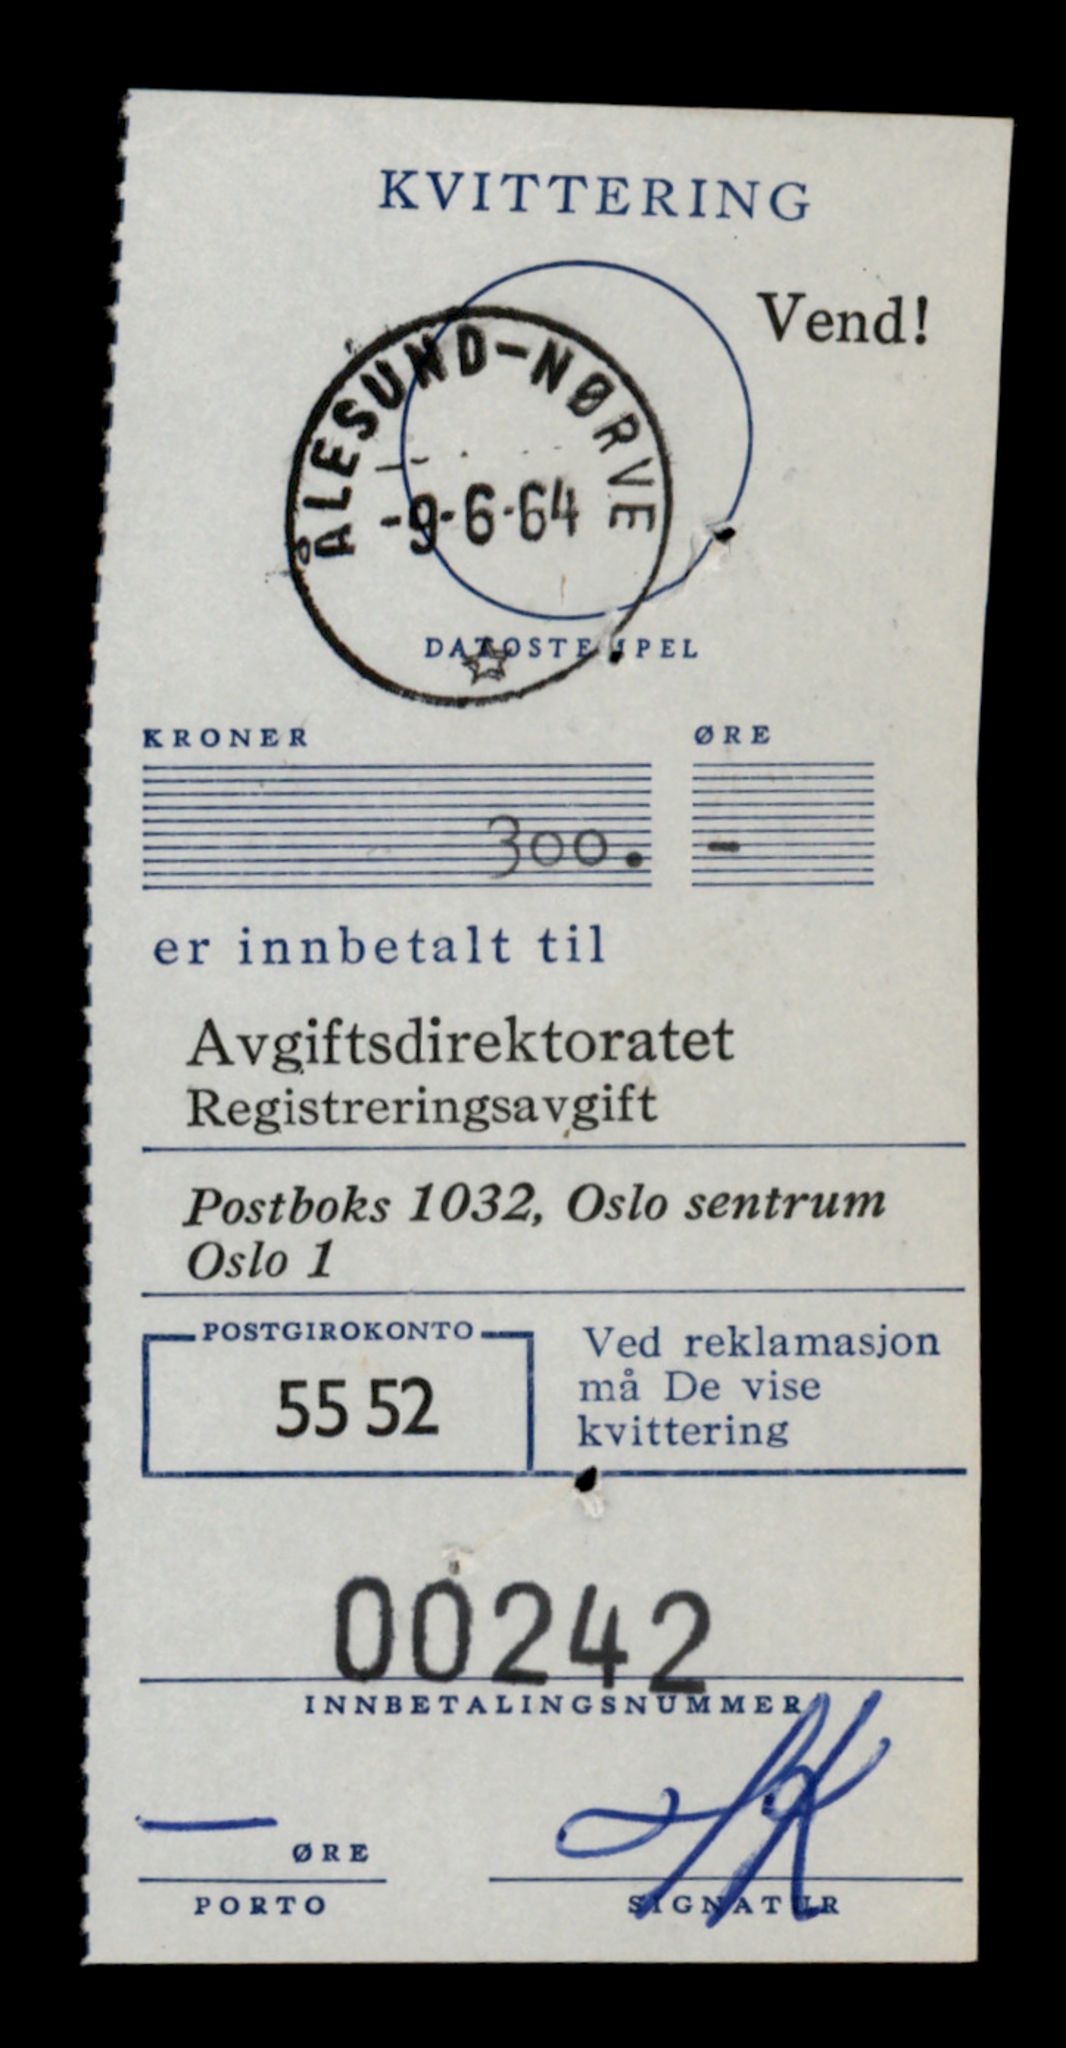 KVITTERING
Vend!
ÅLESUND-NØRVE
-9-6-64
DATOSTEMPEL
KRONER ØRE
300. -
er innbetalt til
Avgiftsdirektoratet
Registreringsavgift
Postboks 1032, Oslo sentrum
Oslo 1
POSTGIROKONTO
55 52
Ved reklamasjon
må De vise
kvittering
00242
INNBETALINGSNUMMER
— ØRE
PORTO
SIGNATUR